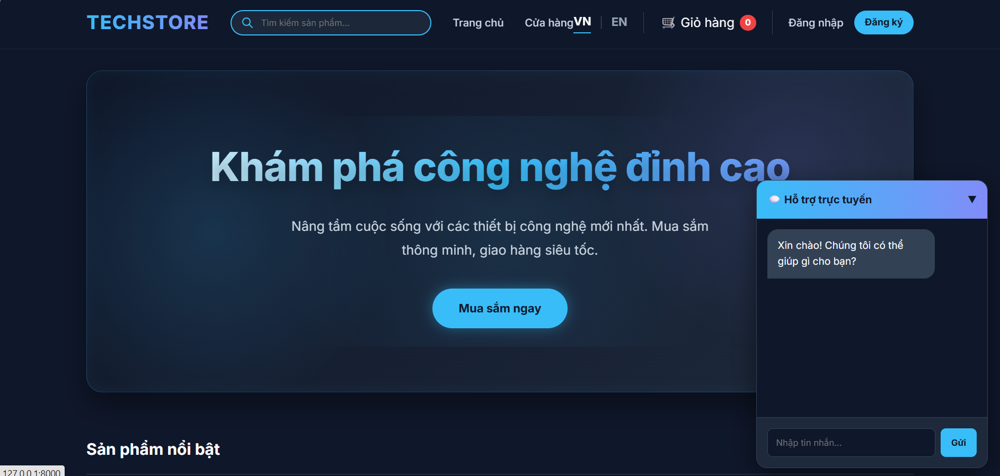 TECHSTORE
Tìm kiếm sản phẩm...
Trang chủ
Cửa hàng
VN
EN
Giỏ hàng 0
Đăng nhập
Đăng ký
Khám phá công nghệ đỉnh cao
Nâng tầm cuộc sống với các thiết bị công nghệ mới nhất. Mua sắm
thông minh, giao hàng siêu tốc.
Mua sắm ngay
Hỗ trợ trực tuyến
▼
Xin chào! Chúng tôi có thể
giúp gì cho bạn?
Nhập tin nhắn...
Gửi
Sản phẩm nổi bật
127.0.0.1:8000